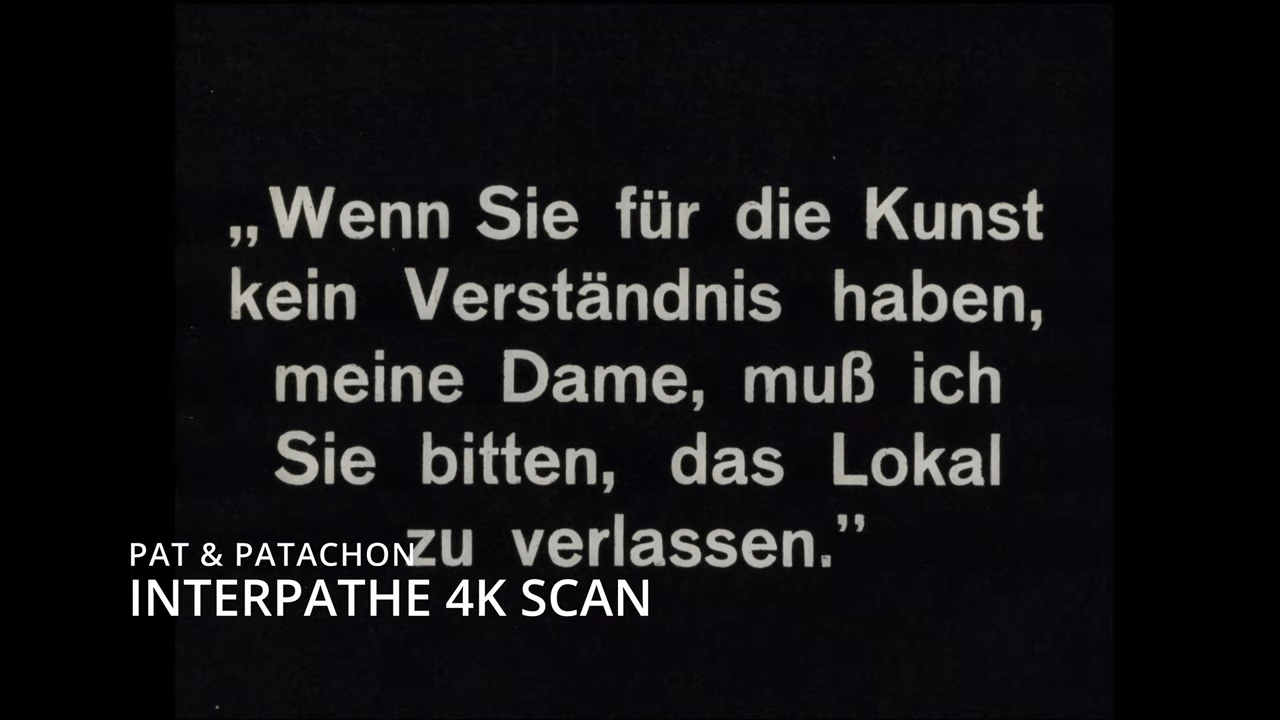 „Wenn Sie für die Kunst
kein Verständnis haben,
meine Dame, muß ich
Sie bitten, das Lokal
zu verlassen.”
PAT & PATACHON
INTERPATHE 4K SCAN